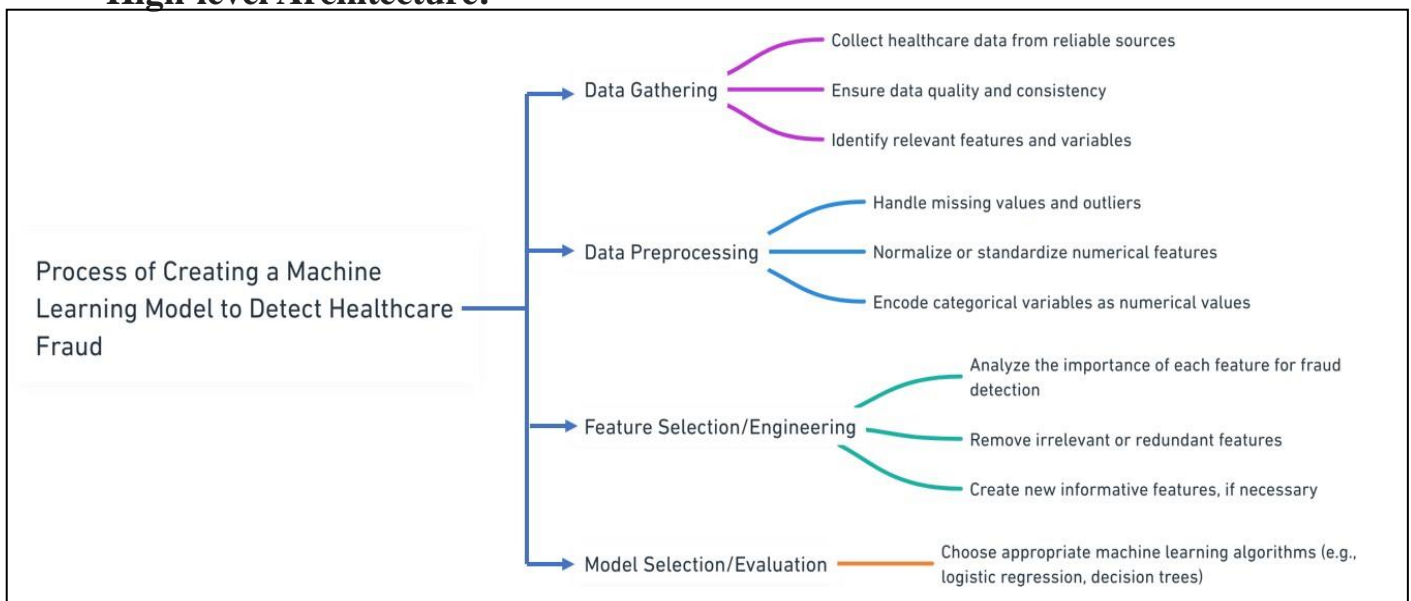 High-level Architecture:
Collect healthcare data from reliable sources
Data Gathering
Ensure data quality and consistency
Identify relevant features and variables
Handle missing values and outliers
Data Preprocessing
Normalize or standardize numerical features
Encode categorical variables as numerical values
Process of Creating a Machine
Learning Model to Detect Healthcare
Fraud
Analyze the importance of each feature for fraud
detection
Feature Selection/Engineering
Remove irrelevant or redundant features
Create new informative features, if necessary
Model Selection/Evaluation
Choose appropriate machine learning algorithms (e.g.,
logistic regression, decision trees)